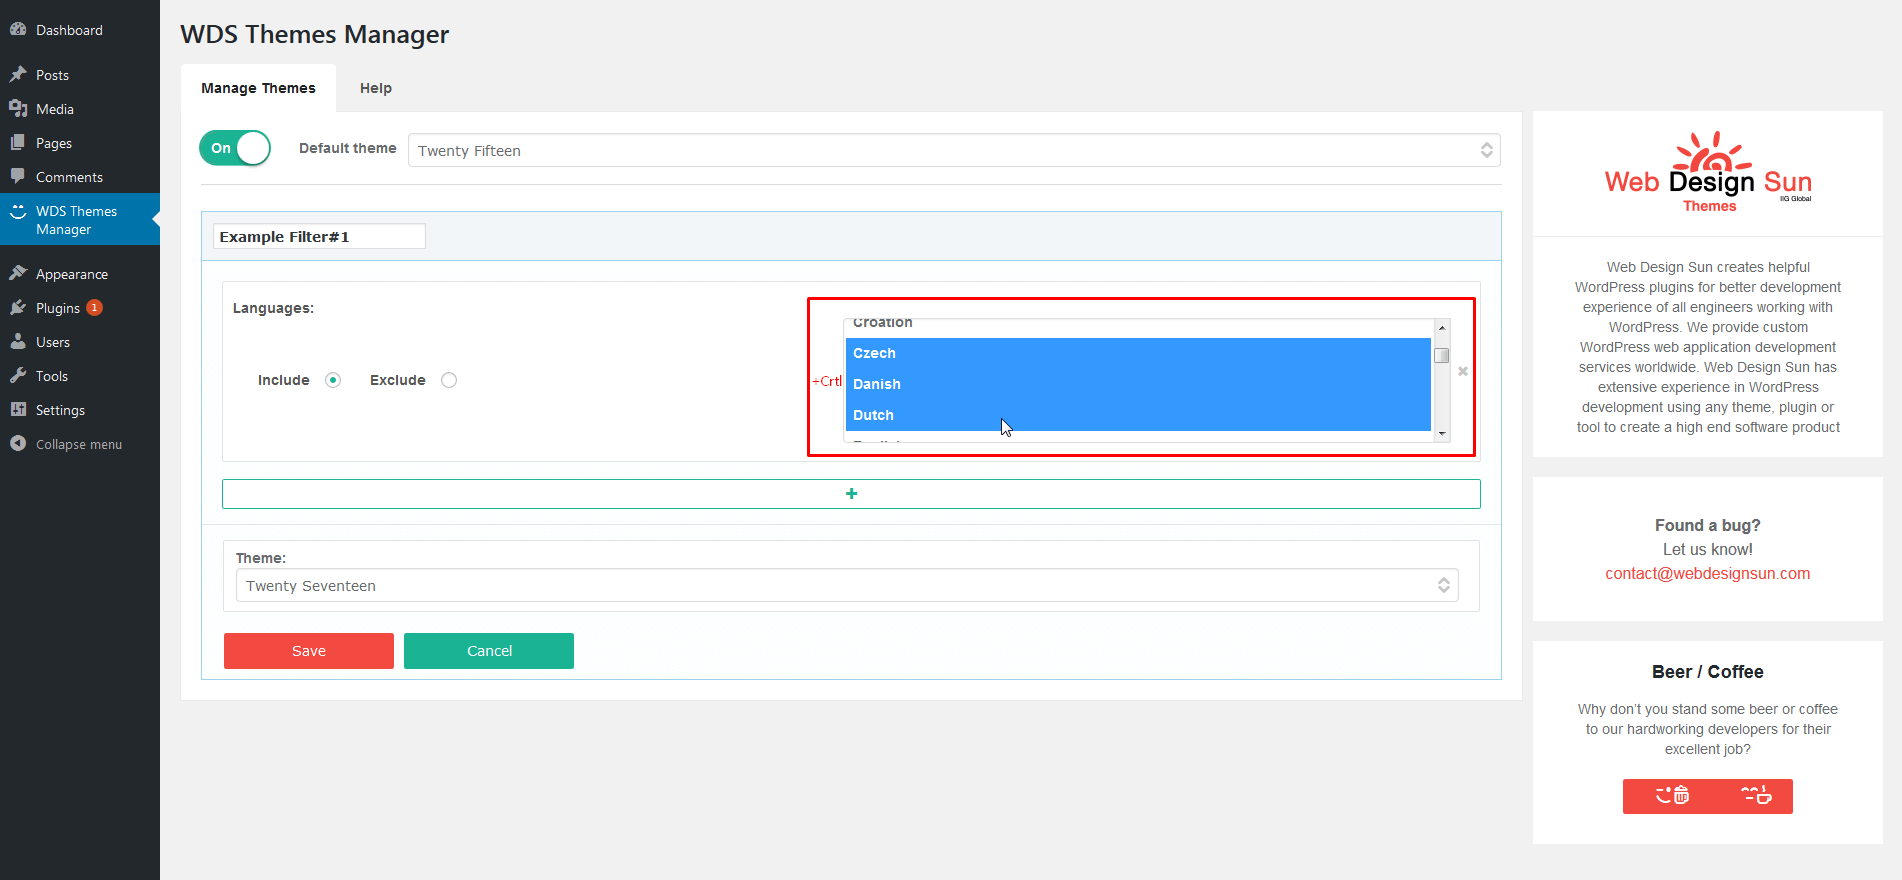 Dashboard
Posts
Media
Pages
Comments
WDS Themes
Manager
Appearance
Plugins 1
Users
Tools
Settings
Collapse menu
WDS Themes Manager
Manage Themes Help
On Default theme Twenty Fifteen
Example Filter#1
Languages:
Include Exclude
+Crtl
Croation
Czech
Danish
Dutch
+
Theme:
Twenty Seventeen
Save Cancel
Web Design Sun
IIG Global
Themes
Web Design Sun creates helpful
WordPress plugins for better development
experience of all engineers working with
WordPress. We provide custom
WordPress web application development
services worldwide. Web Design Sun has
extensive experience in WordPress
development using any theme, plugin or
tool to create a high end software product
Found a bug?
Let us know!
contact@webdesignsun.com
Beer / Coffee
Why don't you stand some beer or coffee
to our hardworking developers for their
excellent job?